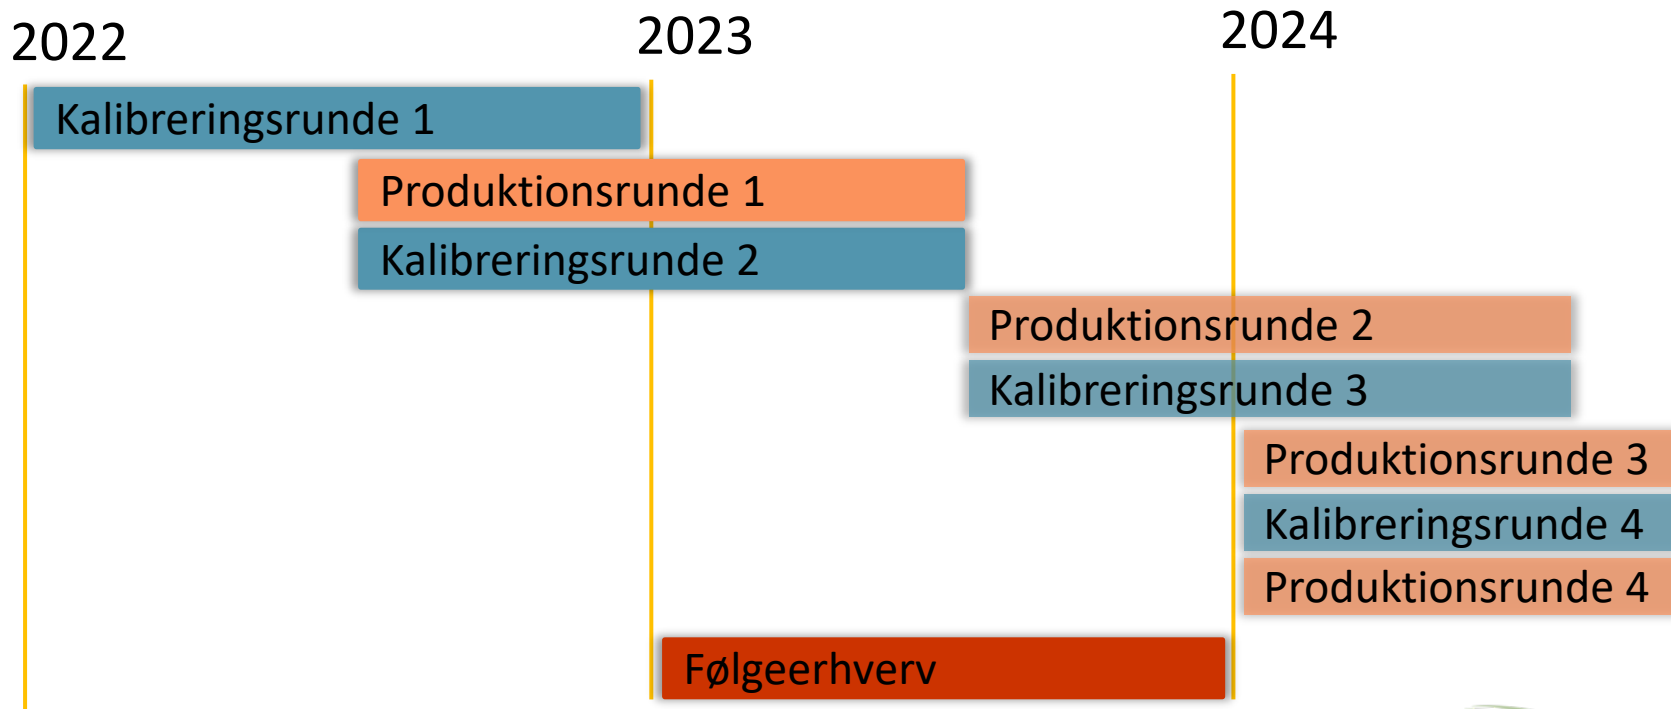 2022
2023
2024
Kalibreringsrunde 1
Produktionsrunde 1
Kalibreringsrunde 2
Produktionsrunde 2
Kalibreringsrunde 3
Produktionsrunde 3
Kalibreringsrunde 4
Produktionsrunde 4
Følgeerhverv